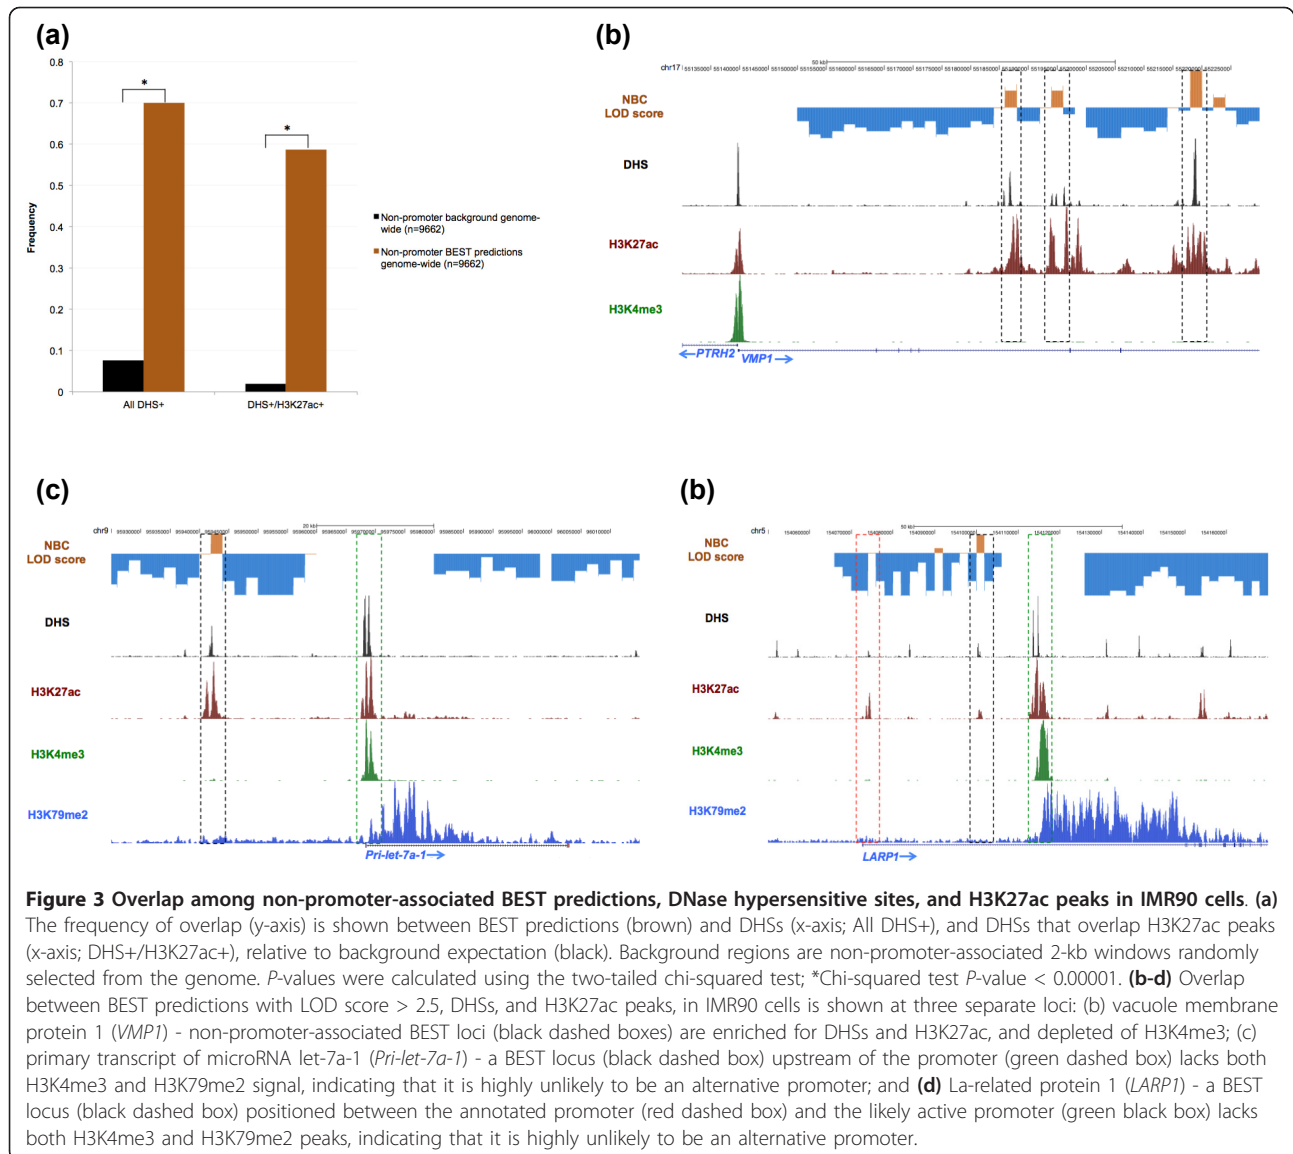 (a)
0.8
0.7
0.6
0.5
0.4
0.3
0.2
0.1
0
Frequency
*
*
All DHS+
DHS+/H3K27ac+
Non-promoter background genome-
wide (n=9662)
Non-promoter BEST predictions
genome-wide (n=9662)
(b)
50 kb
chr17
NBC
LOD score
DHS
H3K27ac
H3K4me3
←PTRH2
VMP1→
(c)
20 kb
chr9
NBC
LOD score
DHS
H3K27ac
H3K4me3
H3K79me2
Pri-let-7a-1→
(b)
50 kb
chr5
NBC
LOD score
DHS
H3K27ac
H3K4me3
H3K79me2
LARP1→
Figure 3 Overlap among non-promoter-associated BEST predictions, DNase hypersensitive sites, and H3K27ac peaks in IMR90 cells. (a)
The frequency of overlap (y-axis) is shown between BEST predictions (brown) and DHSs (x-axis; All DHS+), and DHSs that overlap H3K27ac peaks
(x-axis; DHS+/H3K27ac+), relative to background expectation (black). Background regions are non-promoter-associated 2-kb windows randomly
selected from the genome. P-values were calculated using the two-tailed chi-squared test; *Chi-squared test P-value < 0.00001. (b-d) Overlap
between BEST predictions with LOD score > 2.5, DHSs, and H3K27ac peaks, in IMR90 cells is shown at three separate loci: (b) vacuole membrane
protein 1 (VMP1) - non-promoter-associated BEST loci (black dashed boxes) are enriched for DHSs and H3K27ac, and depleted of H3K4me3; (c)
primary transcript of microRNA let-7a-1 (Pri-let-7a-1) - a BEST locus (black dashed box) upstream of the promoter (green dashed box) lacks both
H3K4me3 and H3K79me2 signal, indicating that it is highly unlikely to be an alternative promoter; and (d) La-related protein 1 (LARP1) - a BEST
locus (black dashed box) positioned between the annotated promoter (red dashed box) and the likely active promoter (green black box) lacks
both H3K4me3 and H3K79me2 peaks, indicating that it is highly unlikely to be an alternative promoter.